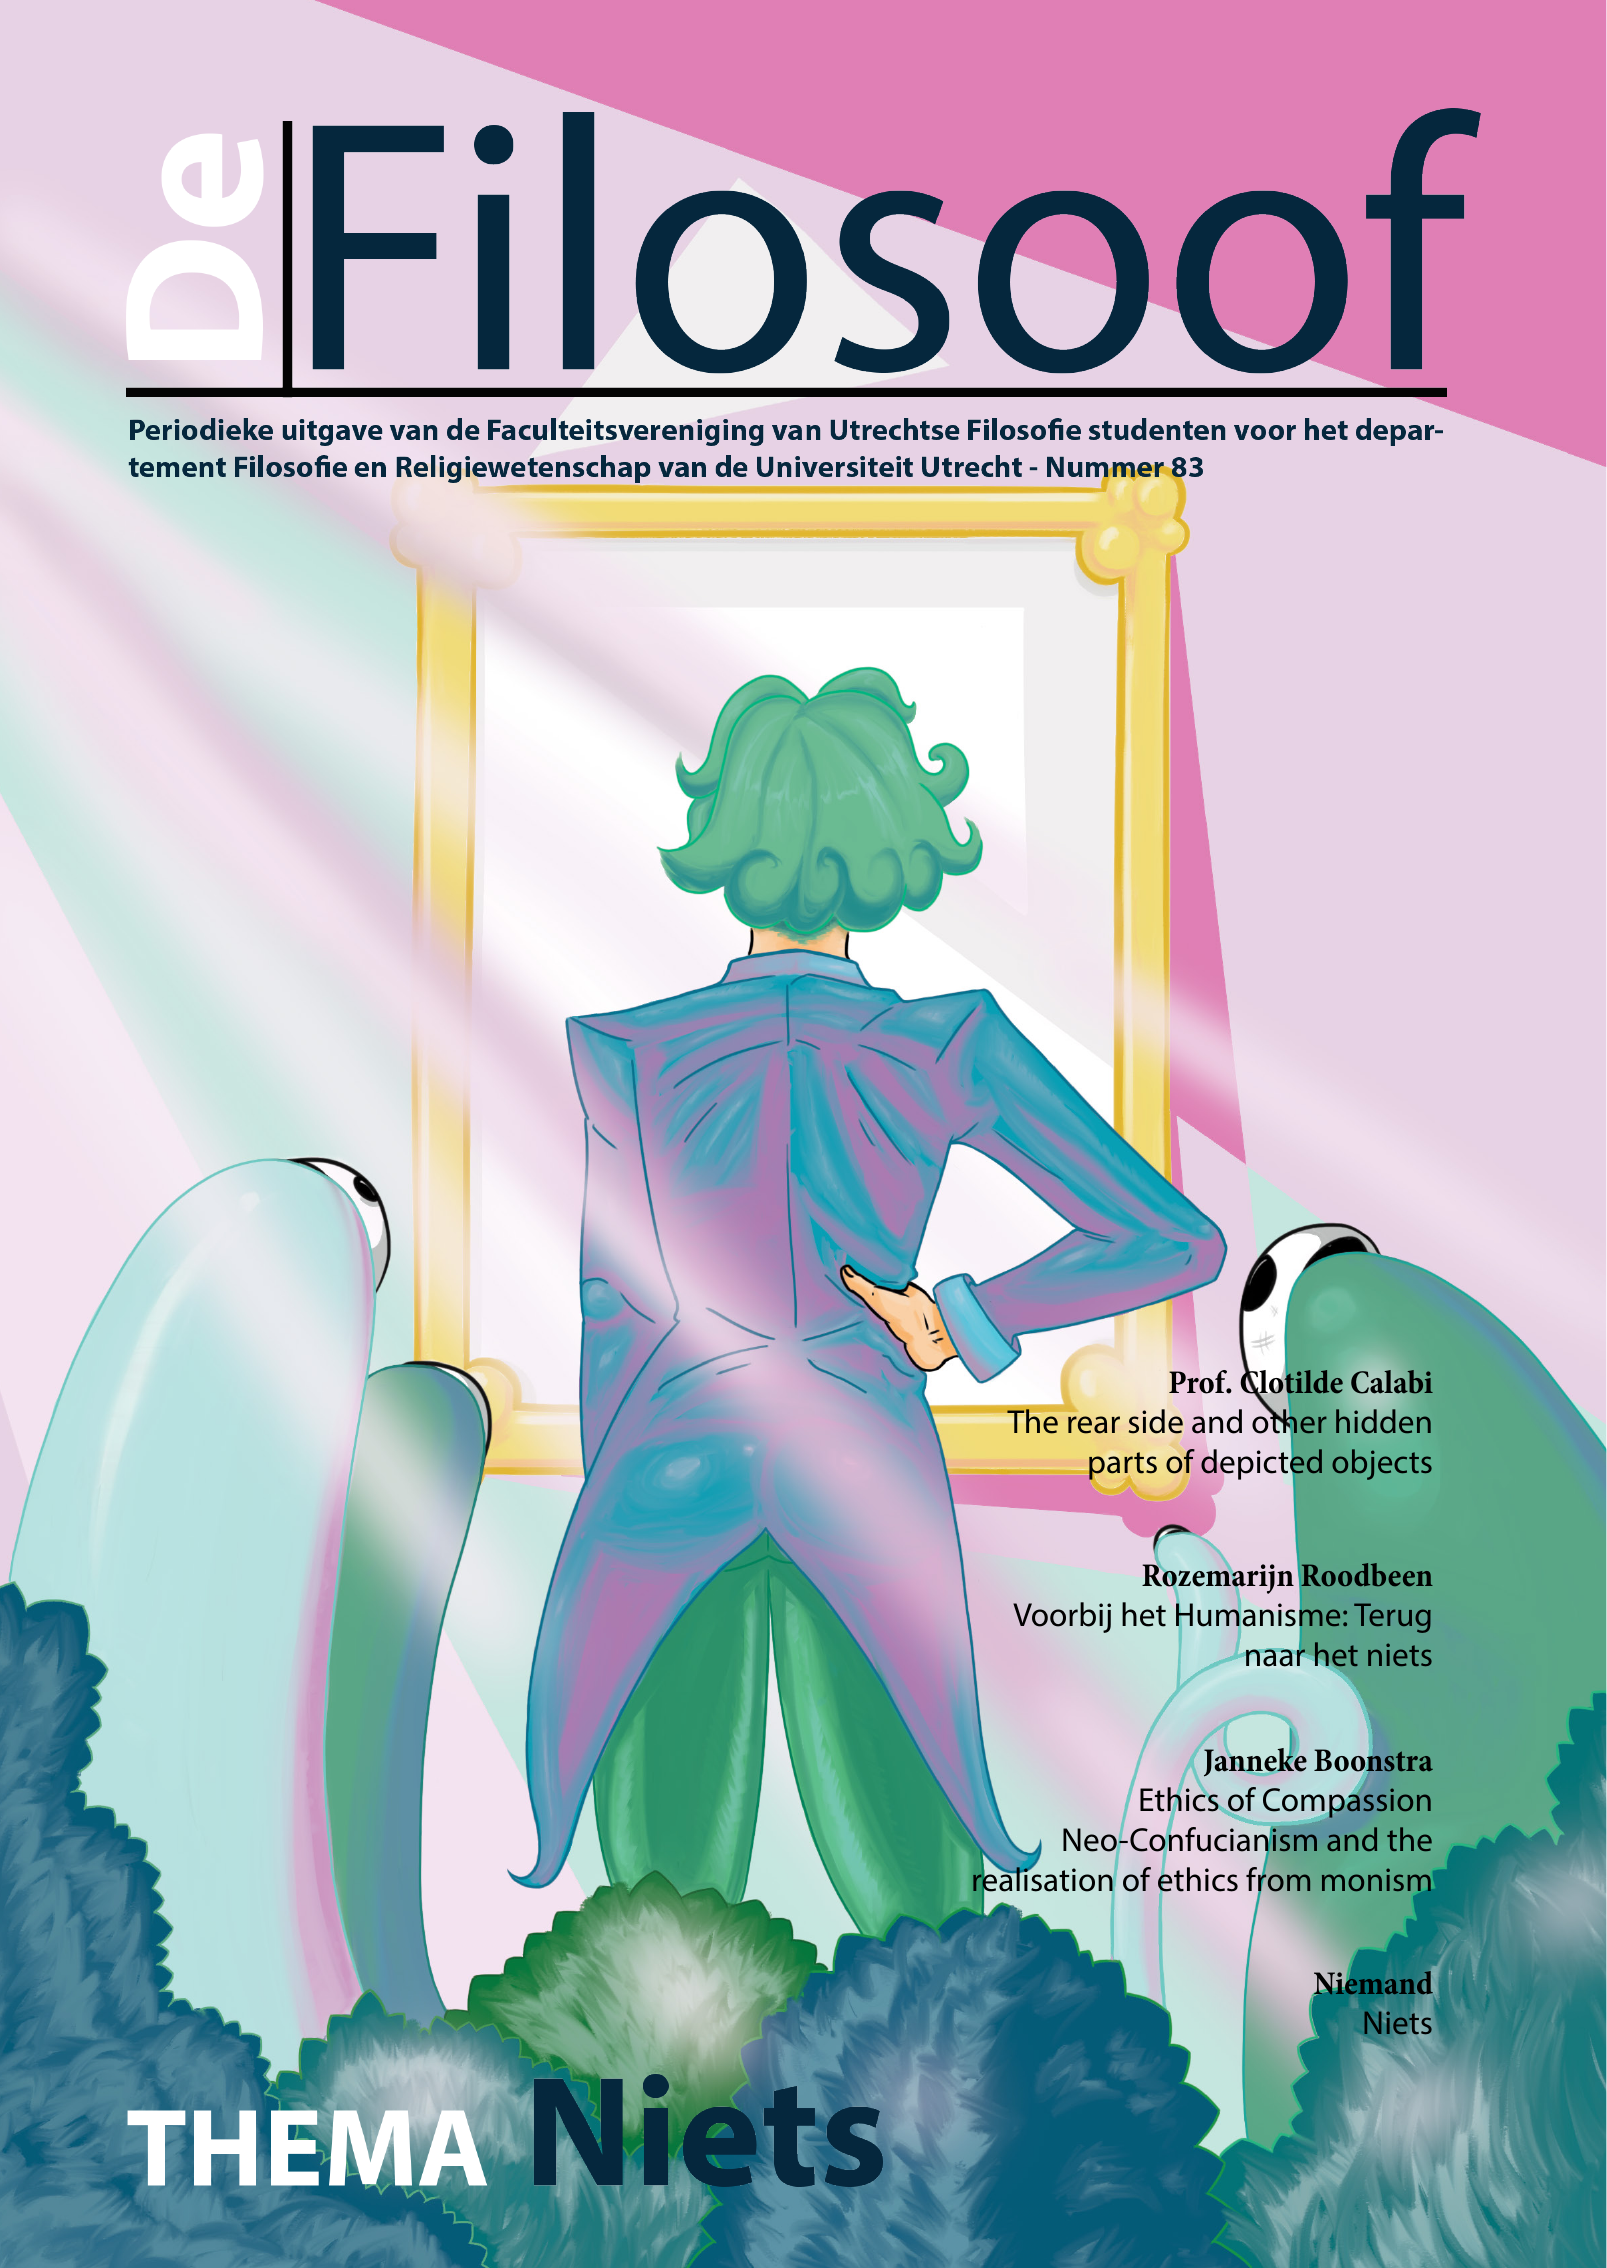 De Filosoof
Periodieke uitgave van de Faculteitsvereniging van Utrechtse Filosofie studenten voor het depar-
tement Filosofie en Religiewetenschap van de Universiteit Utrecht - Nummer 83
Prof. Clotilde Calabi
The rear side and other hidden
parts of depicted objects
Rozemarijn Roodbeen
Voorbij het Humanisme: Terug
naar het niets
Janneke Boonstra
Ethics of Compassion
Neo-Confucianism and the
realisation of ethics from monism
Niemand
Niets
THEMA Niets